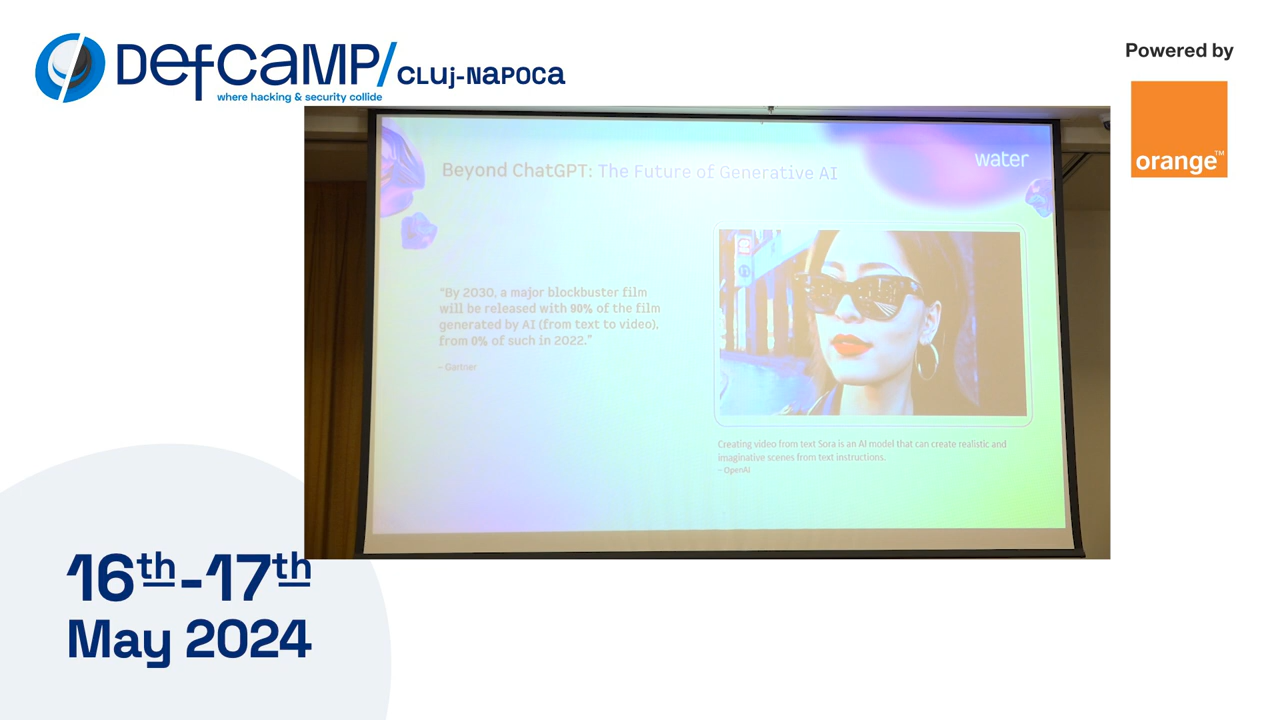 DefCaMP/CLUj-NaPOCa
where hacking & security collide
Powered by
orange™
water
Beyond ChatGPT: The Future of Generative AI
"By 2030, a major blockbuster film
will be released with 90% of the film
generated by AI (from text to video),
from 0% of such in 2022."
– Gartner
Creating video from text Sora is an AI model that can create realistic and
imaginative scenes from text instructions.
– OpenAI
16th-17th
May 2024